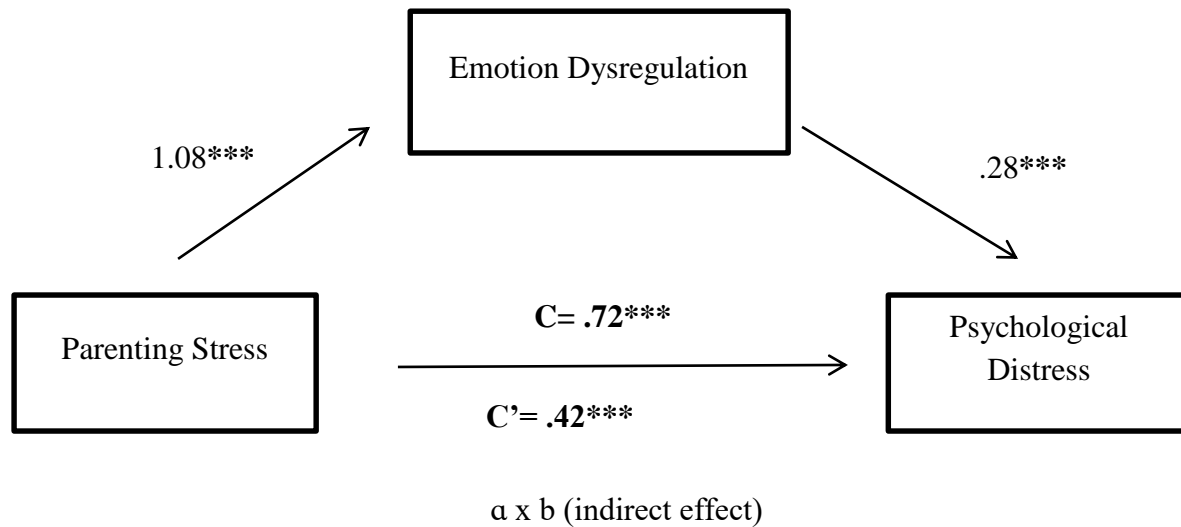 Emotion Dysregulation
1.08***
.28***
C= .72***
Parenting Stress
Psychological
Distress
C’= .42***
ɑ x b (indirect effect)